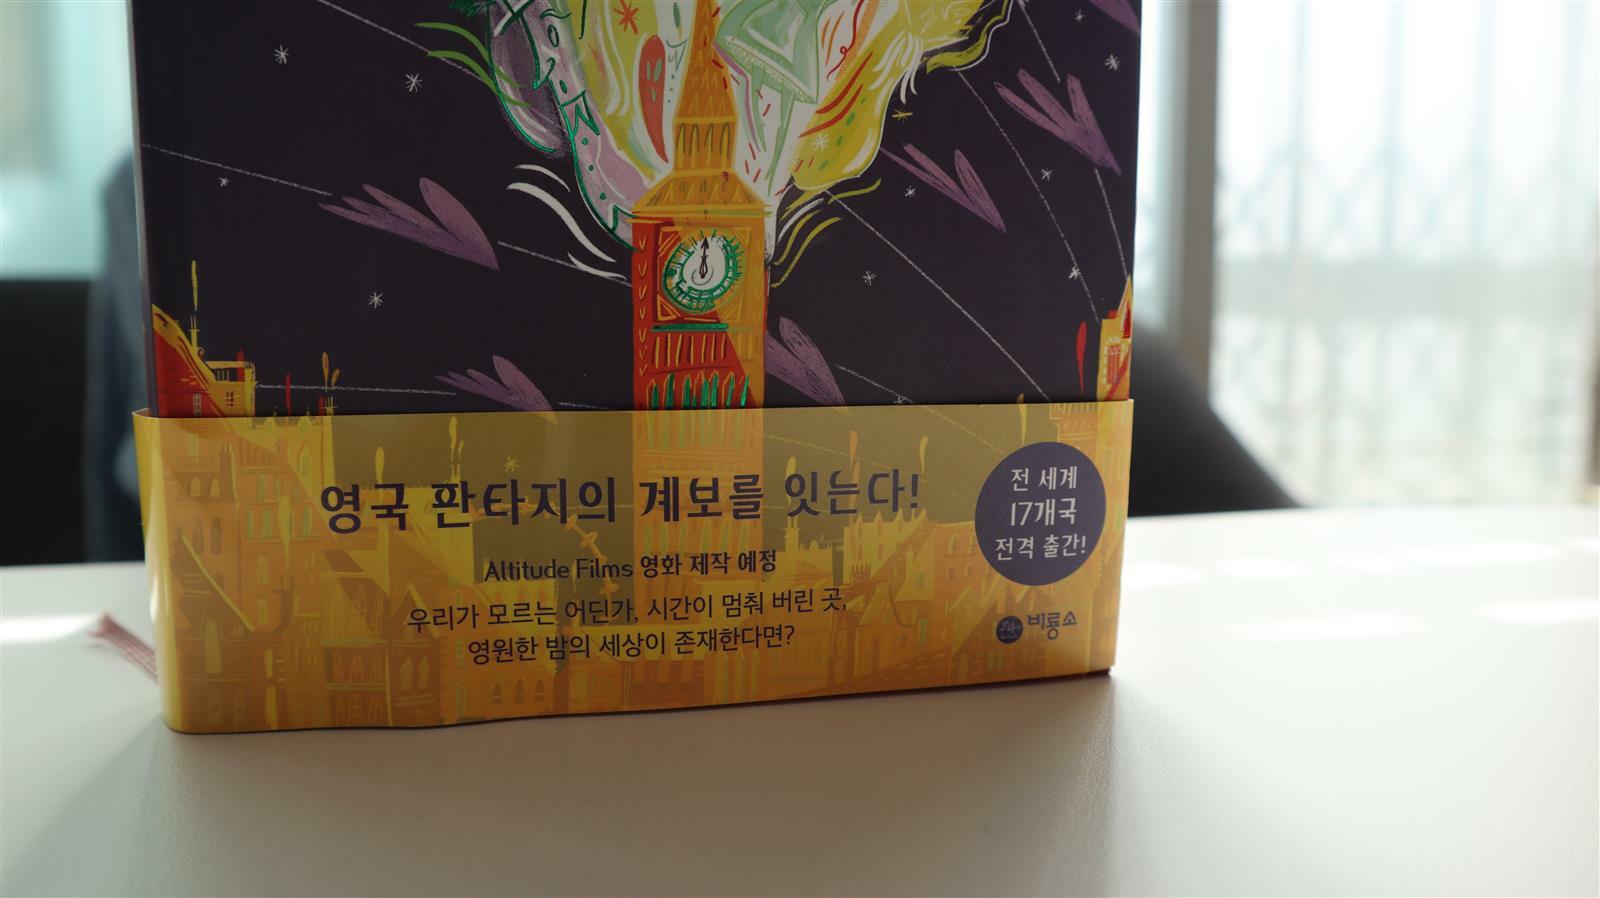 영국 판타지의 계보를 잇는다!
Altitude Films 영화 제작 예정
우리가 모르는 어딘가, 시간이 멈춰 버린 곳,
영원한 밤의 세상이 존재한다면?
전 세계
17개국
전격 출간!
비룡소